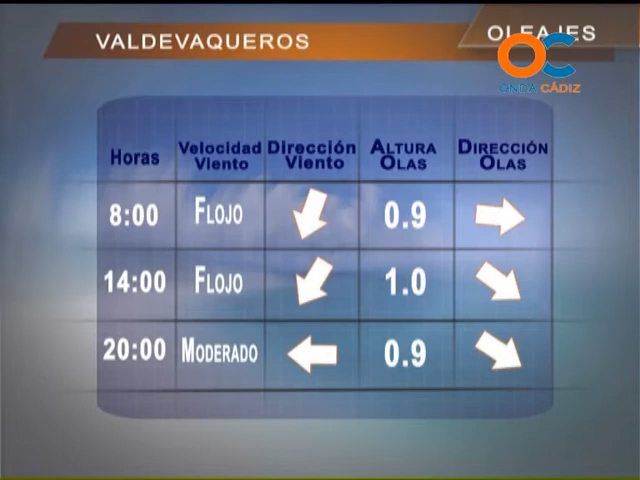 VALDEVAQUEROS
OLEAJES
OC
ONDA CÁDIZ
Horas Velocidad Viento Dirección Viento ALTURA OLAS DIRECCIÓN OLAS
8:00 FLOJO 0.9
14:00 FLOJO 1.0
20:00 MODERADO 0.9